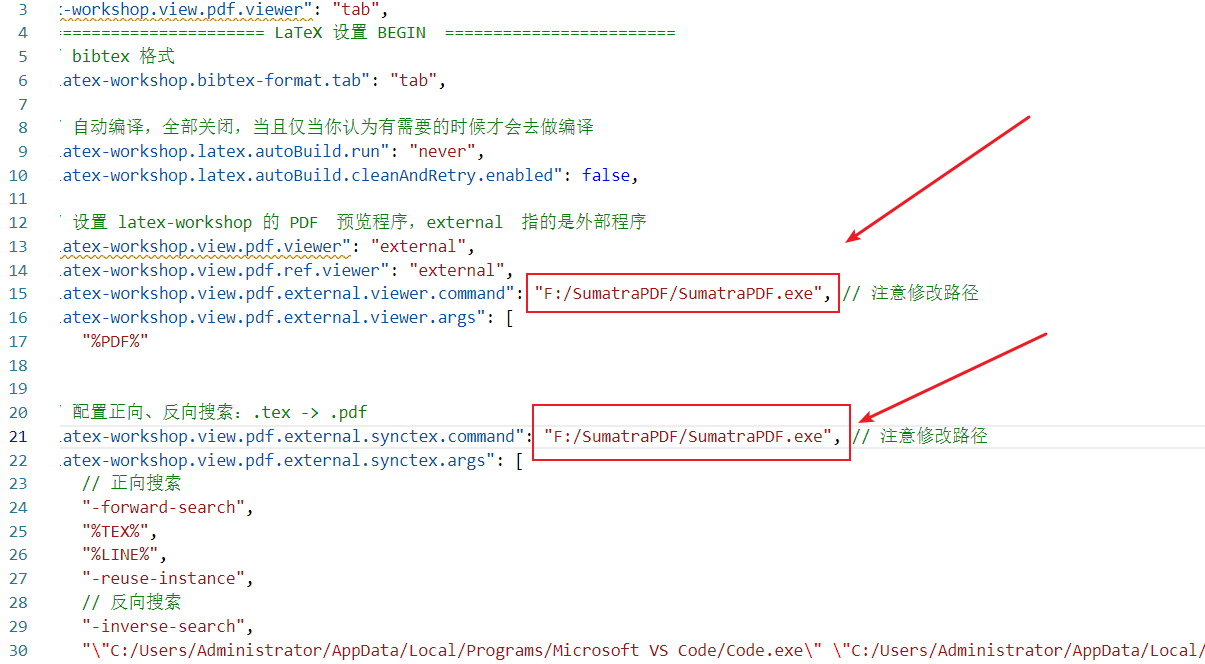 3 :-workshop.view.pdf.viewer": "tab",
4 ===================== LaTeX 设置 BEGIN ========================
5 / bibtex 格式
6 latex-workshop.bibtex-format.tab": "tab",
7
8 / 自动编译，全部关闭，当且仅当你认为有需要的时候才会去做编译
9 latex-workshop.latex.autoBuild.run": "never",
10 latex-workshop.latex.autoBuild.cleanAndRetry.enabled": false,
11
12 / 设置 latex-workshop 的 PDF 预览程序，external 指的是外部程序
13 latex-workshop.view.pdf.viewer": "external",
14 latex-workshop.view.pdf.ref.viewer": "external",
15 latex-workshop.view.pdf.external.viewer.command": "F:/SumatraPDF/SumatraPDF.exe", // 注意修改路径
16 latex-workshop.view.pdf.external.viewer.args": [
17 "%PDF%"
18
19
20 / 配置正向、反向搜索：.tex -> .pdf
21 latex-workshop.view.pdf.external.synctex.command": "F:/SumatraPDF/SumatraPDF.exe", // 注意修改路径
22 latex-workshop.view.pdf.external.synctex.args": [
23 // 正向搜索
24 "-forward-search",
25 "%TEX%",
26 "%LINE%",
27 "-reuse-instance",
28 // 反向搜索
29 "-inverse-search",
30 "\"C:/Users/Administrator/AppData/Local/Programs/Microsoft VS Code/Code.exe\" \"C:/Users/Administrator/AppData/Local/